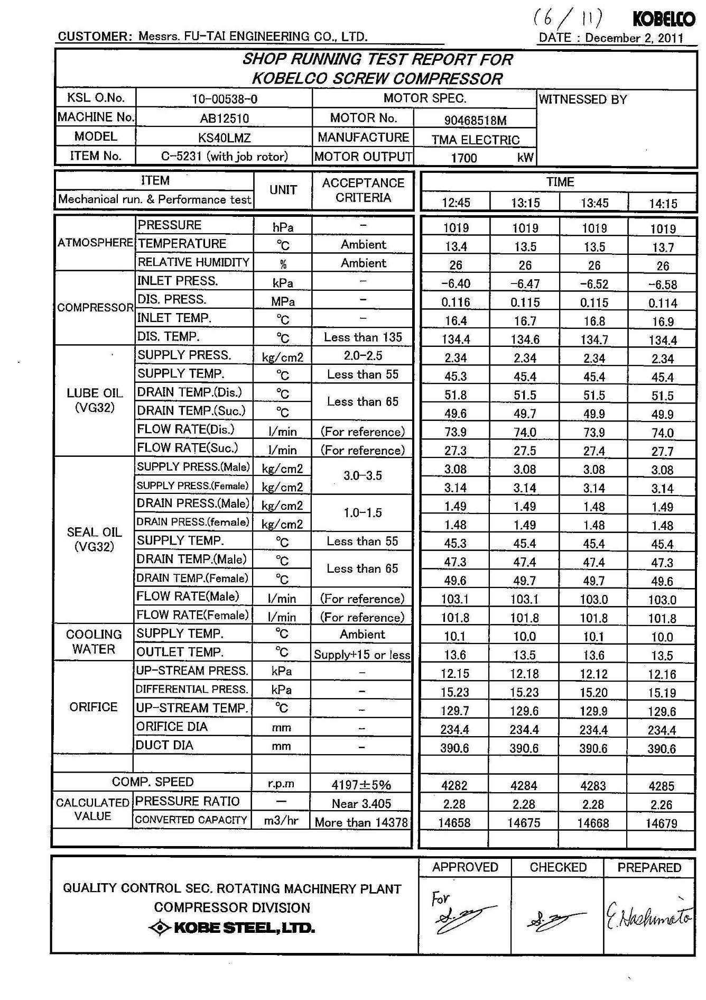 (6/11) KOBELCO
CUSTOMER: Messrs. FU-TAI ENGINEERING CO., LTD. DATE : December 2, 2011
SHOP RUNNING TEST REPORT FOR
KOBELCO SCREW COMPRESSOR
KSL O.No. 10-00538-0 MOTOR SPEC. WITNESSED BY
MACHINE No. AB12510 MOTOR No. 90468518M
MODEL KS40LMZ MANUFACTURE TMA ELECTRIC
ITEM No. C-5231 (with job rotor) MOTOR OUTPUT 1700 kW
ITEM UNIT ACCEPTANCE CRITERIA TIME
Mechanical run. & Performance test 12:45 13:15 13:45 14:15
ATMOSPHERE PRESSURE hPa - 1019 1019 1019 1019
TEMPERATURE °C Ambient 13.4 13.5 13.5 13.7
RELATIVE HUMIDITY % Ambient 26 26 26 26
COMPRESSOR INLET PRESS. kPa - -6.40 -6.47 -6.52 -6.58
DIS. PRESS. MPa - 0.116 0.115 0.115 0.114
INLET TEMP. °C - 16.4 16.7 16.8 16.9
DIS. TEMP. °C Less than 135 134.4 134.6 134.7 134.4
LUBE OIL (VG32) SUPPLY PRESS. kg/cm2 2.0-2.5 2.34 2.34 2.34 2.34
SUPPLY TEMP. °C Less than 55 45.3 45.4 45.4 45.4
DRAIN TEMP.(Dis.) °C Less than 65 51.8 51.5 51.5 51.5
DRAIN TEMP.(Suc.) °C 49.6 49.7 49.9 49.9
FLOW RATE(Dis.) l/min (For reference) 73.9 74.0 73.9 74.0
FLOW RATE(Suc.) l/min (For reference) 27.3 27.5 27.4 27.7
SEAL OIL (VG32) SUPPLY PRESS.(Male) kg/cm2 3.0-3.5 3.08 3.08 3.08 3.08
SUPPLY PRESS.(Female) kg/cm2 3.14 3.14 3.14 3.14
DRAIN PRESS.(Male) kg/cm2 1.0-1.5 1.49 1.49 1.48 1.49
DRAIN PRESS.(female) kg/cm2 1.48 1.49 1.48 1.48
SUPPLY TEMP. °C Less than 55 45.3 45.4 45.4 45.4
DRAIN TEMP.(Male) °C Less than 65 47.3 47.4 47.4 47.3
DRAIN TEMP.(Female) °C 49.6 49.7 49.7 49.6
FLOW RATE(Male) l/min (For reference) 103.1 103.1 103.0 103.0
FLOW RATE(Female) l/min (For reference) 101.8 101.8 101.8 101.8
COOLING WATER SUPPLY TEMP. °C Ambient 10.1 10.0 10.1 10.0
OUTLET TEMP. °C Supply+15 or less 13.6 13.5 13.6 13.5
ORIFICE UP-STREAM PRESS. kPa - 12.15 12.18 12.12 12.16
DIFFERENTIAL PRESS. kPa - 15.23 15.23 15.20 15.19
UP-STREAM TEMP. °C - 129.7 129.6 129.9 129.6
ORIFICE DIA mm - 234.4 234.4 234.4 234.4
DUCT DIA mm - 390.6 390.6 390.6 390.6
COMP. SPEED r.p.m 4197±5% 4282 4284 4283 4285
CALCULATED VALUE PRESSURE RATIO — Near 3.405 2.28 2.28 2.28 2.26
CONVERTED CAPACITY m3/hr More than 14378 14658 14675 14668 14679
APPROVED CHECKED PREPARED
QUALITY CONTROL SEC. ROTATING MACHINERY PLANT
COMPRESSOR DIVISION
KOBE STEEL, LTD.
For
E. Hashimoto